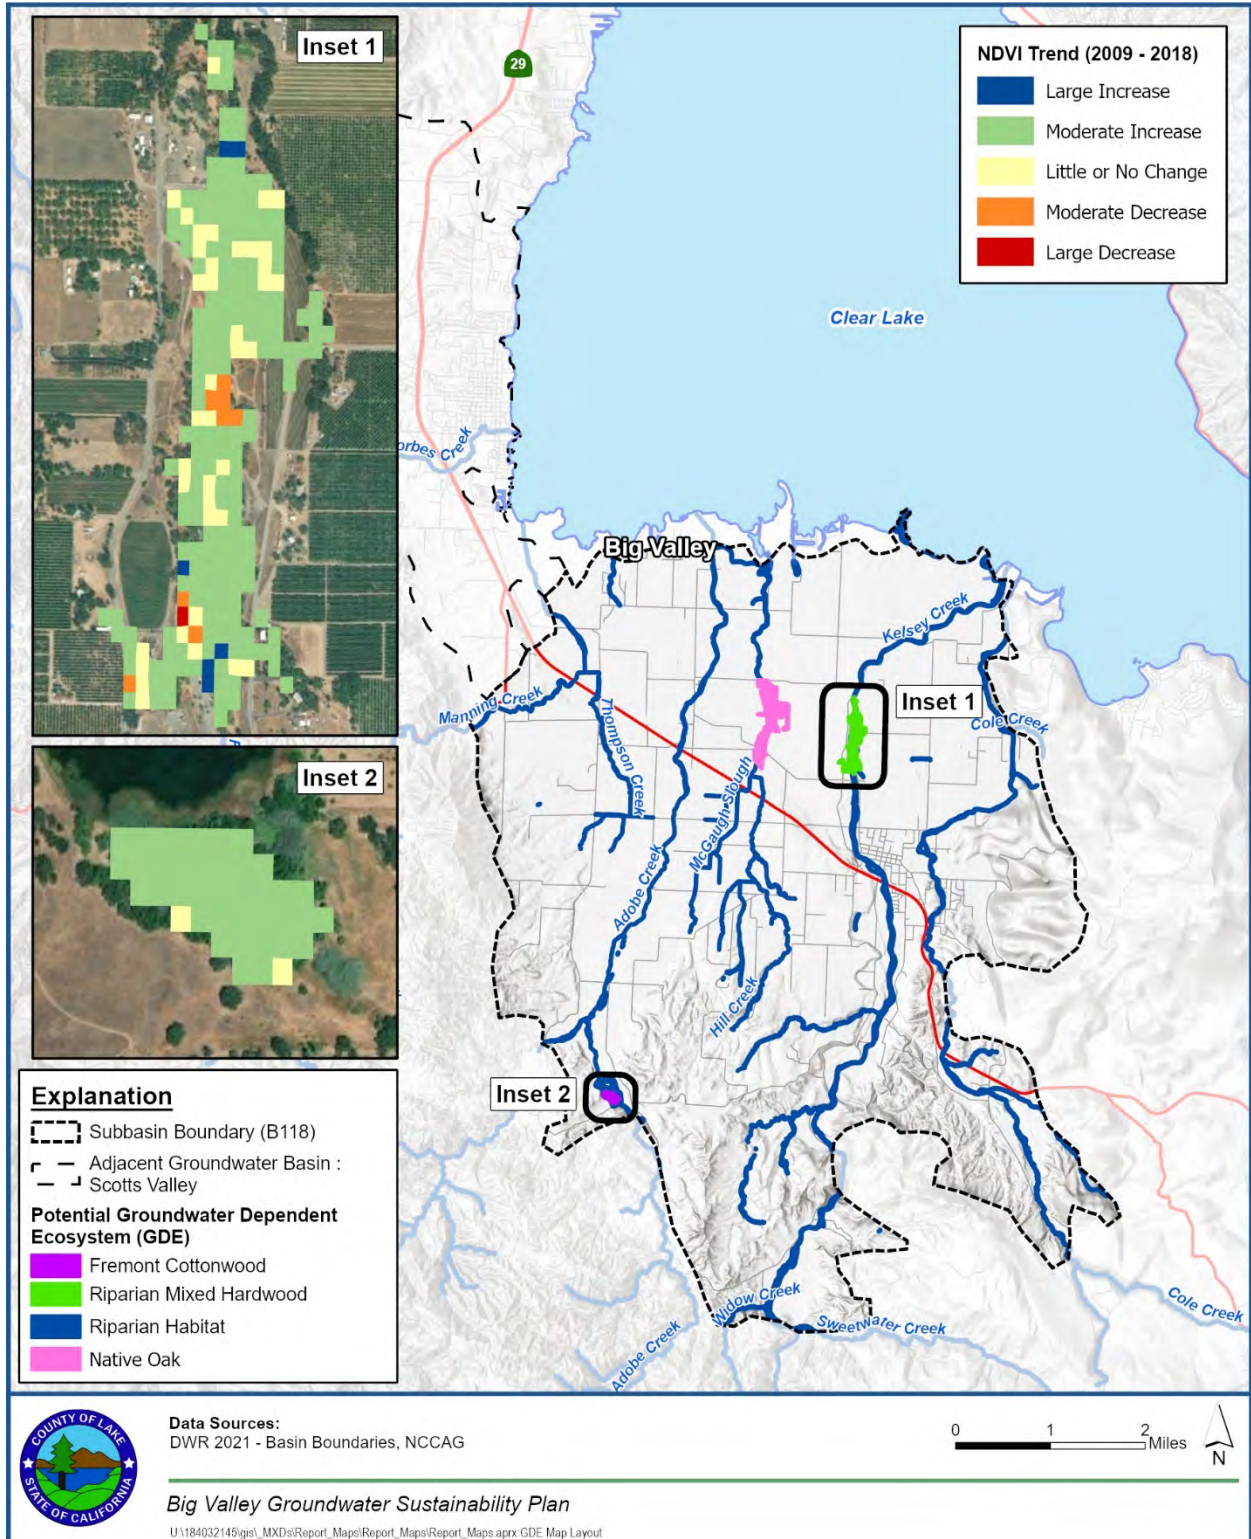 Inset 1
29
NDVI Trend (2009 - 2018)
Large Increase
Moderate Increase
Little or No Change
Moderate Decrease
Large Decrease
Clear Lake
orbes Creek
Big Valley
Kelsey Creek
Inset 1
Manning Creek
Thompson Creek
Cole Creek
McGaugh Slough
Adobe Creek
Hill Creek
Inset 2
Inset 2
Widow Creek
Sweetwater Creek
Adobe Creek
Cole Creek
Explanation
Subbasin Boundary (B118)
Adjacent Groundwater Basin :
Scotts Valley
Potential Groundwater Dependent
Ecosystem (GDE)
Fremont Cottonwood
Riparian Mixed Hardwood
Riparian Habitat
Native Oak
COUNTY OF LAKE
STATE OF CALIFORNIA
Data Sources:
DWR 2021 - Basin Boundaries, NCCAG
0 1 2 Miles
N
Big Valley Groundwater Sustainability Plan
U:\184032145\gis\_MXDs\Report_Maps\Report_Maps\Report_Maps.aprx GDE Map Layout